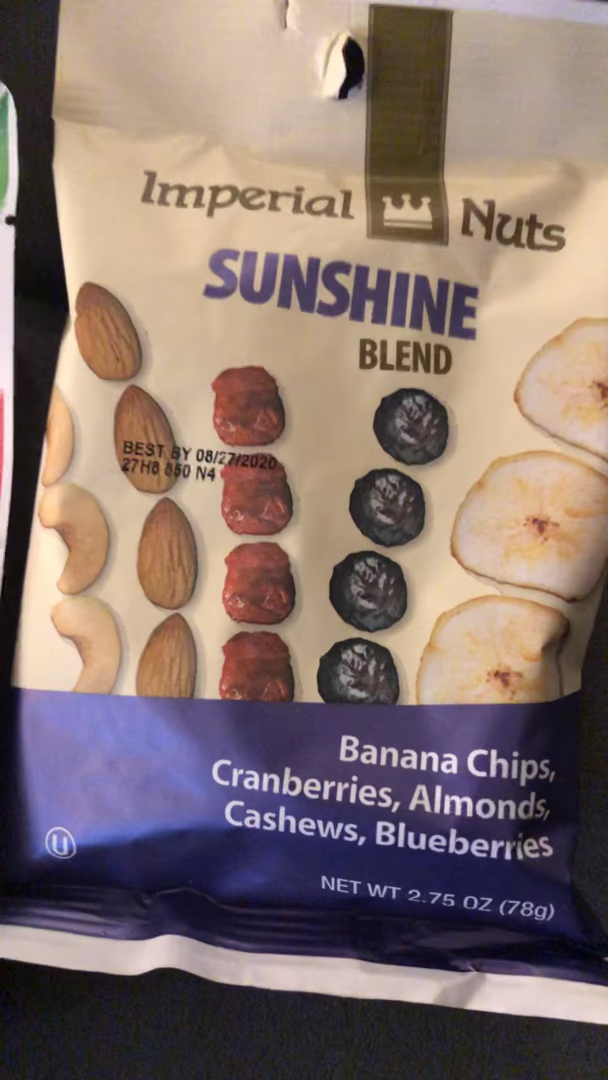 Imperial Nuts
SUNSHINE
BLEND
BEST BY 08/27/2020
27H8 850 N4
Banana Chips,
Cranberries, Almonds,
Cashews, Blueberries
U
NET WT 2.75 OZ (78g)